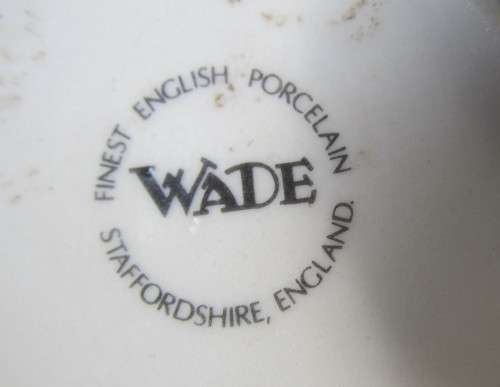 FINEST ENGLISH PORCELAIN
WADE
STAFFORDSHIRE, ENGLAND.